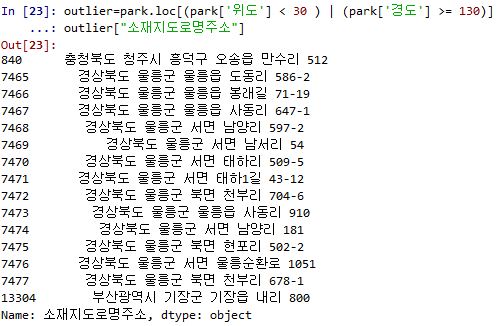 In [23]: outlier=park.loc[(park['위도'] < 30 ) | (park['경도'] >= 130)]
...: outlier["소재지도로명주소"]
Out[23]:
840 충청북도 청주시 흥덕구 오송읍 만수리 512
7465 경상북도 울릉군 울릉읍 도동리 586-2
7466 경상북도 울릉군 울릉읍 봉래길 71-19
7467 경상북도 울릉군 울릉읍 사동리 647-1
7468 경상북도 울릉군 서면 남양리 597-2
7469 경상북도 울릉군 서면 남서리 54
7470 경상북도 울릉군 서면 태하리 509-5
7471 경상북도 울릉군 서면 태하1길 43-12
7472 경상북도 울릉군 북면 천부리 704-6
7473 경상북도 울릉군 울릉읍 사동리 910
7474 경상북도 울릉군 서면 남양리 181
7475 경상북도 울릉군 북면 현포리 502-2
7476 경상북도 울릉군 서면 울릉순환로 1051
7477 경상북도 울릉군 북면 천부리 678-1
13304 부산광역시 기장군 기장읍 내리 800
Name: 소재지도로명주소, dtype: object